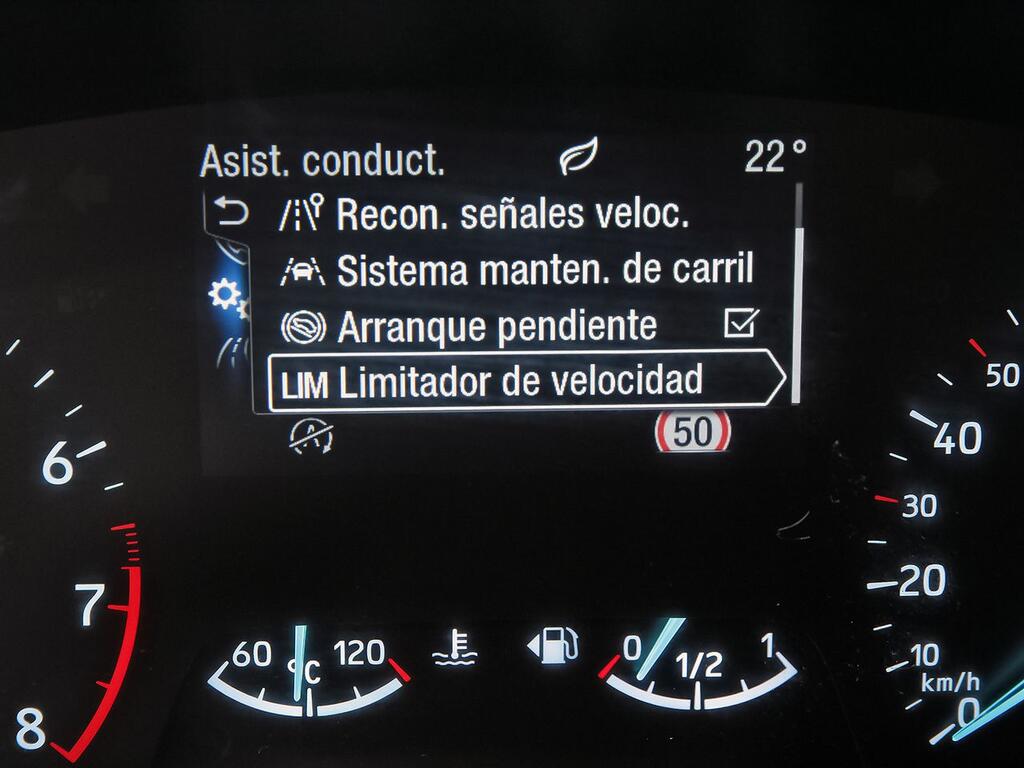 Asist. conduct. 22°
Recon. señales veloc.
Sistema manten. de carril
Arranque pendiente
LIM Limitador de velocidad
A
50
6
7
8
60 °C 120
0 1/2 1
50
40
30
20
10
km/h
0